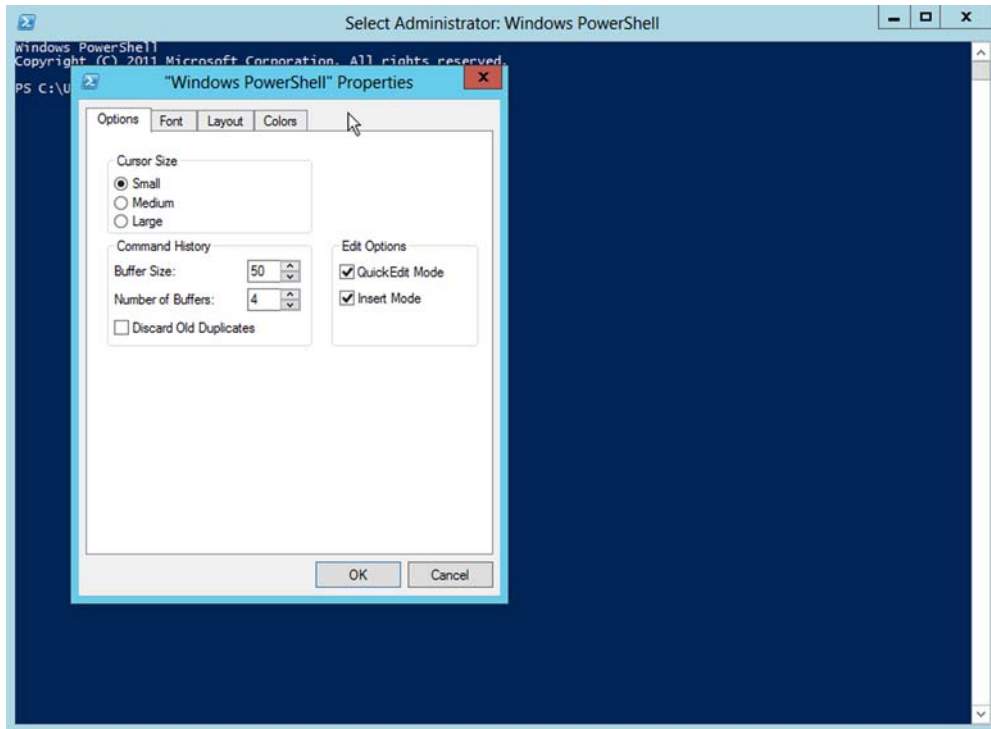 Select Administrator: Windows PowerShell
Windows PowerShell
Copyright (C) 2011 Microsoft Corporation. All rights reserved.
PS C:\U
"Windows PowerShell" Properties
Options Font Layout Colors
Cursor Size
Small
Medium
Large
Command History Edit Options
Buffer Size: 50 QuickEdit Mode
Number of Buffers: 4 Insert Mode
Discard Old Duplicates
OK Cancel